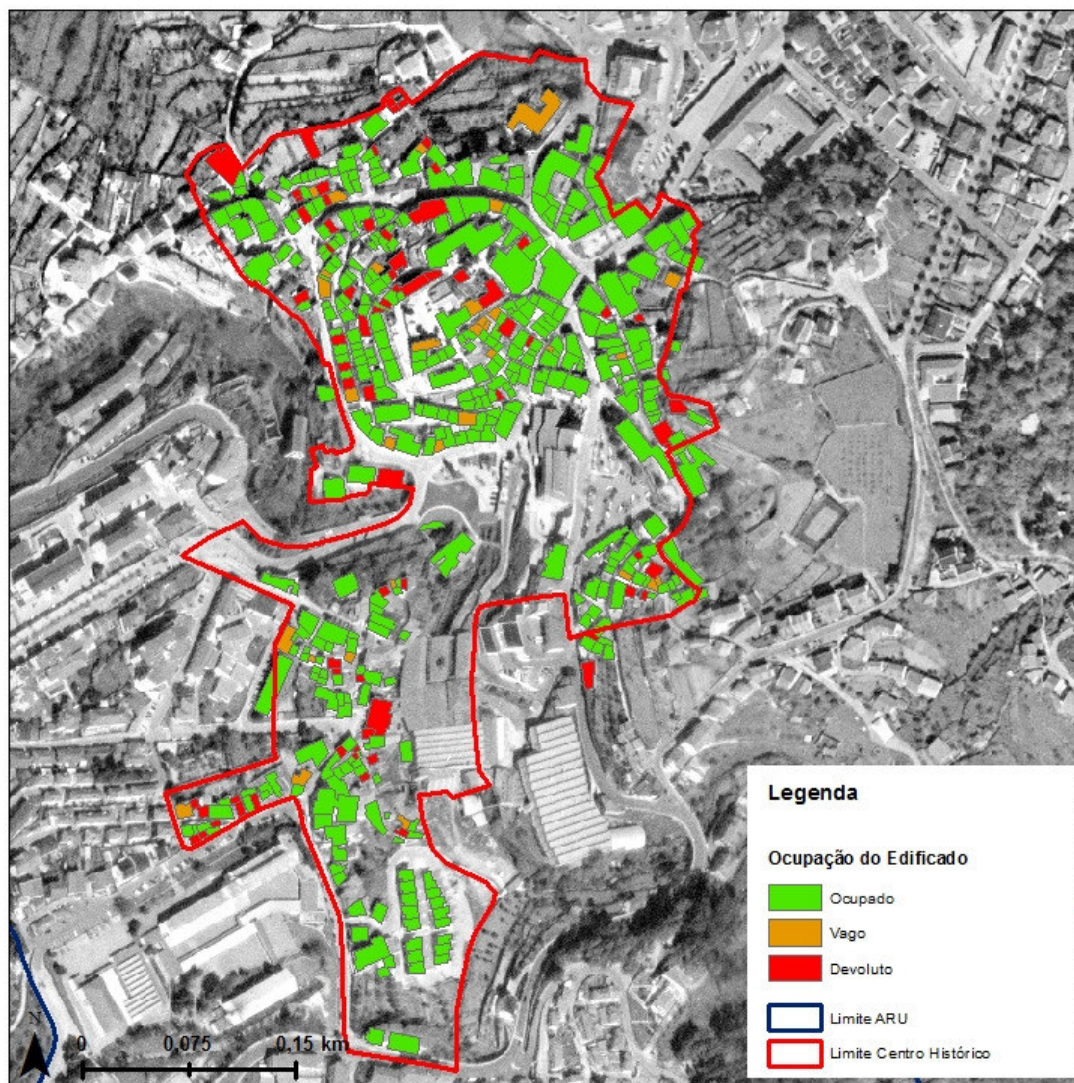 Legenda
Ocupação do Edificado
Ocupado
Vago
Devoluto
Limite ARU
Limite Centro Histórico
N
0 0,075 0,15 km